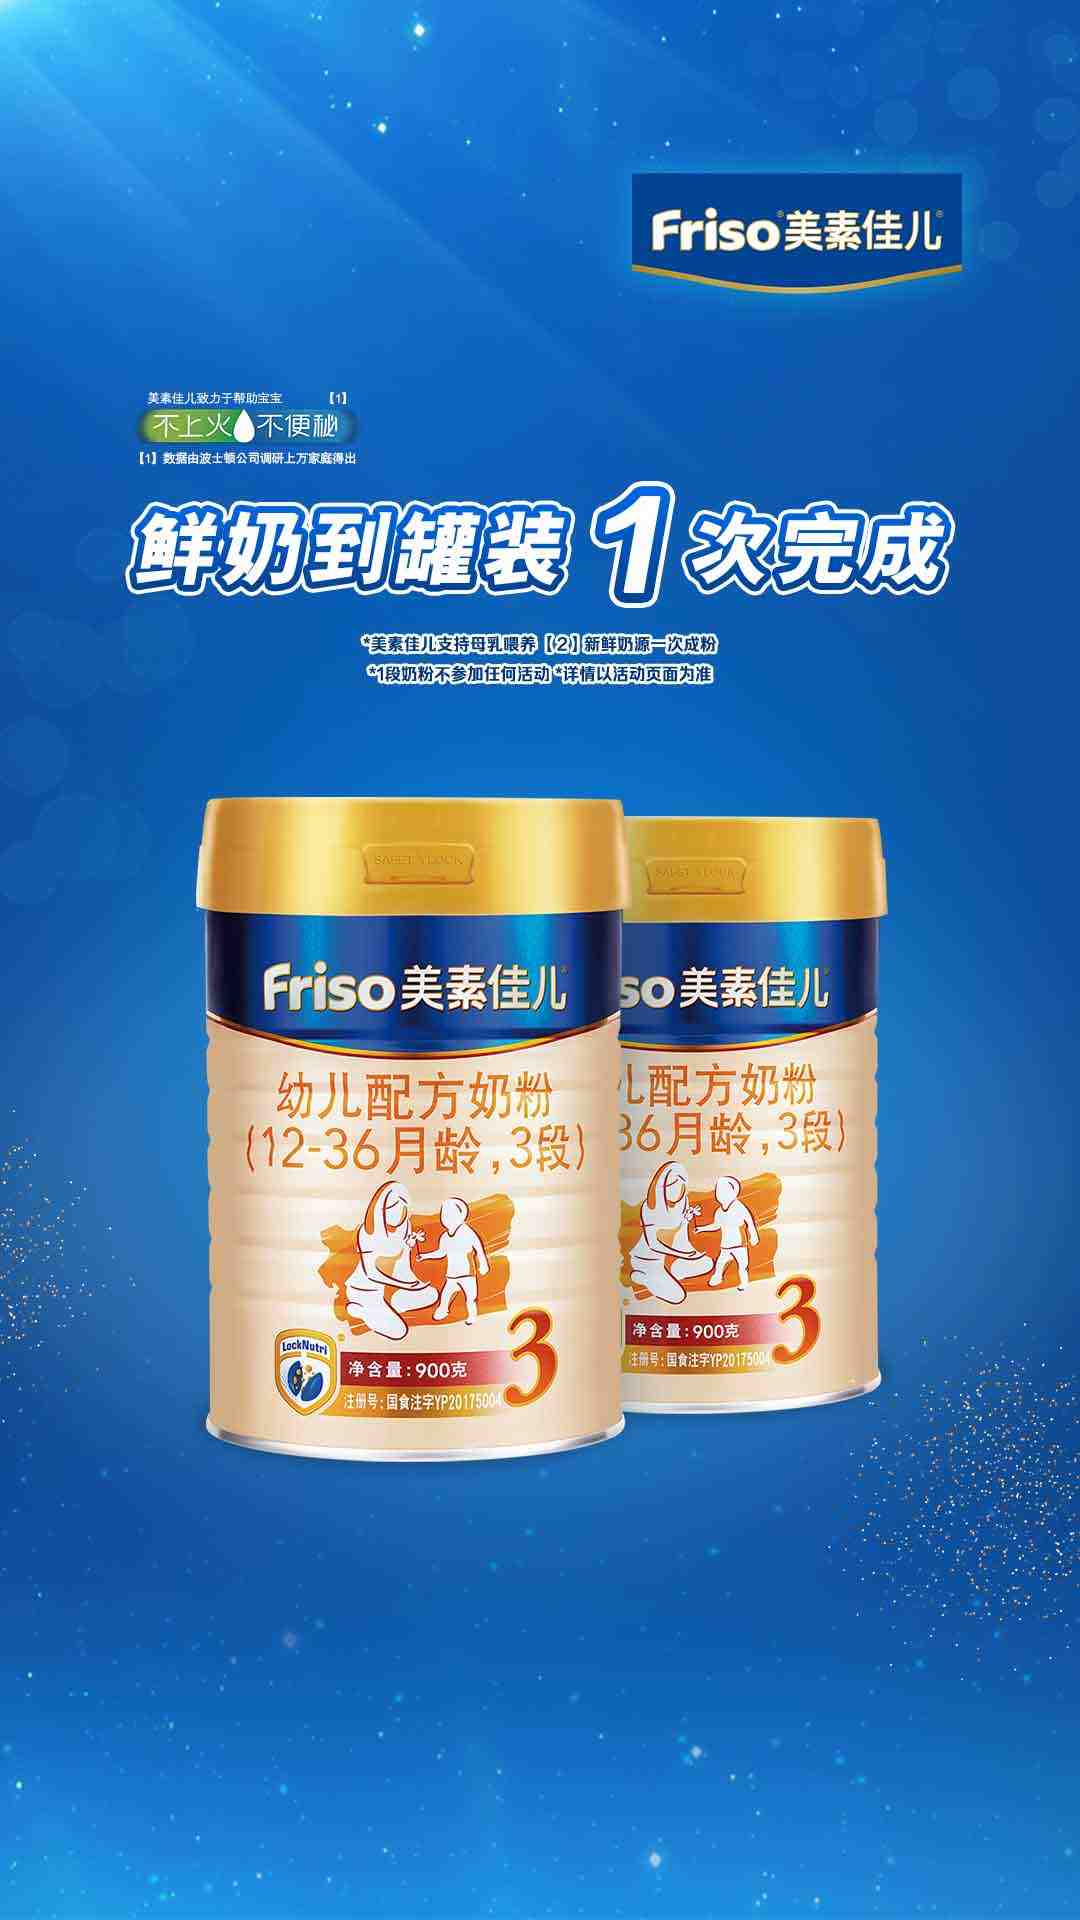 Friso美素佳儿
美素佳儿致力于帮助宝宝 【1】
不上火 不便秘
【1】数据由波士顿公司调研上万家庭得出
鲜奶到罐装1次完成
*美素佳儿支持母乳喂养【2】新鲜奶源一次成粉
*1段奶粉不参加任何活动 *详情以活动页面为准
Friso美素佳儿
幼儿配方奶粉
(12-36月龄,3段)
LockNutri
净含量:900克
注册号:国食注字YP20175004
3
so美素佳儿
儿配方奶粉
36月龄,3段)
净含量:900克
注册号:国食注字YP20175004
3